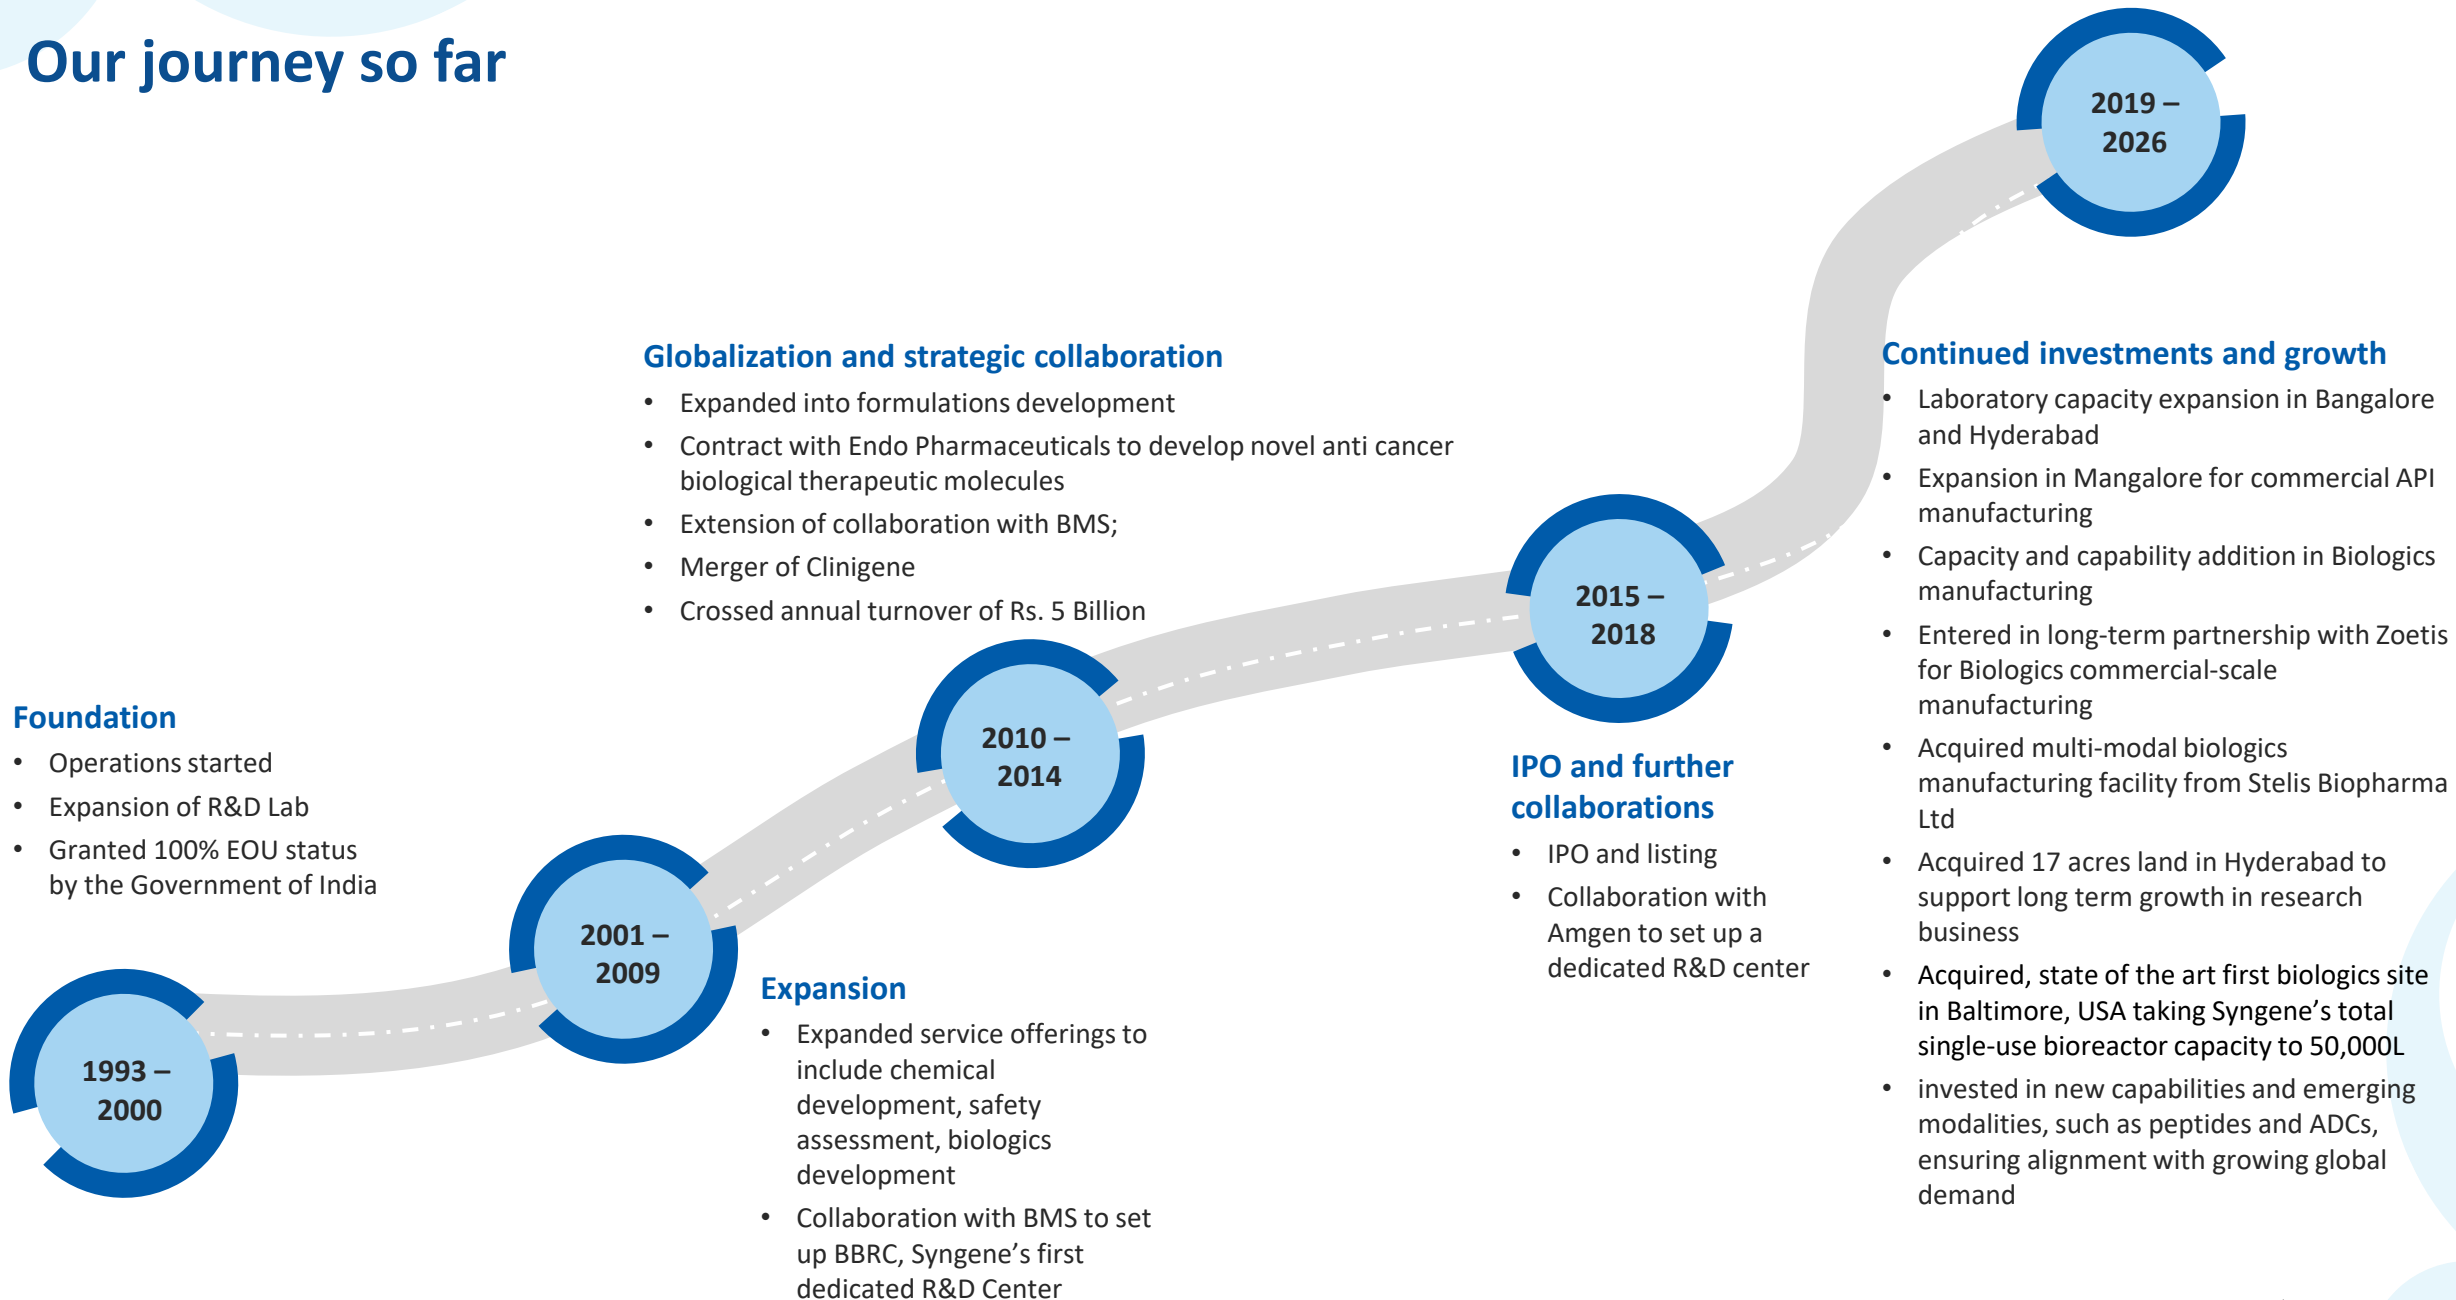 Our journey so far
1993 –
2000
Foundation
• Operations started
• Expansion of R&D Lab
• Granted 100% EOU status
by the Government of India
2001 –
2009
Expansion
• Expanded service offerings to
include chemical
development, safety
assessment, biologics
development
• Collaboration with BMS to set
up BBRC, Syngene’s first
dedicated R&D Center
2010 –
2014
Globalization and strategic collaboration
• Expanded into formulations development
• Contract with Endo Pharmaceuticals to develop novel anti cancer
biological therapeutic molecules
• Extension of collaboration with BMS;
• Merger of Clinigene
• Crossed annual turnover of Rs. 5 Billion
2015 –
2018
IPO and further
collaborations
• IPO and listing
• Collaboration with
Amgen to set up a
dedicated R&D center
2019 –
2026
Continued investments and growth
• Laboratory capacity expansion in Bangalore
and Hyderabad
• Expansion in Mangalore for commercial API
manufacturing
• Capacity and capability addition in Biologics
manufacturing
• Entered in long-term partnership with Zoetis
for Biologics commercial-scale
manufacturing
• Acquired multi-modal biologics
manufacturing facility from Stelis Biopharma
Ltd
• Acquired 17 acres land in Hyderabad to
support long term growth in research
business
• Acquired, state of the art first biologics site
in Baltimore, USA taking Syngene’s total
single-use bioreactor capacity to 50,000L
• invested in new capabilities and emerging
modalities, such as peptides and ADCs,
ensuring alignment with growing global
demand